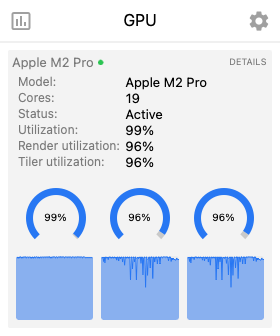 GPU
Apple M2 Pro DETAILS
Model: Apple M2 Pro
Cores: 19
Status: Active
Utilization: 99%
Render utilization: 96%
Tiler utilization: 96%
99% 96% 96%